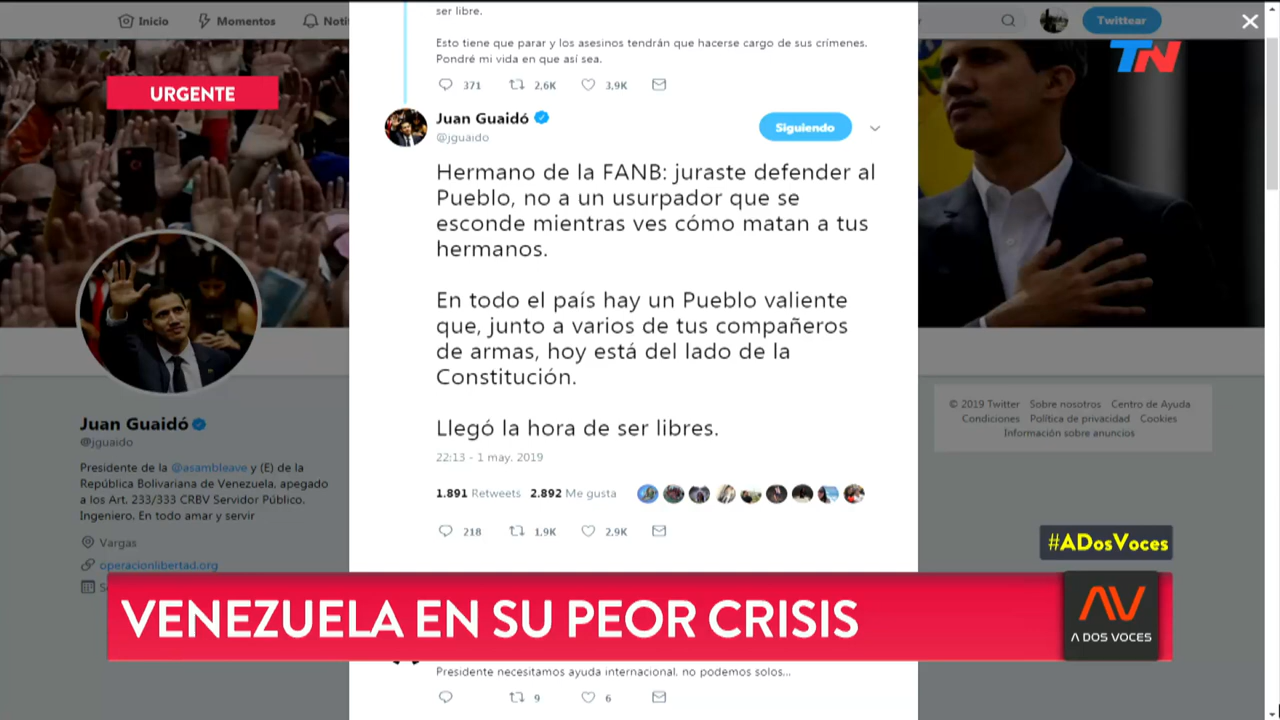 Inicio
Momentos
Noti
Twittear
TN
URGENTE
ser libre.
Esto tiene que parar y los asesinos tendrán que hacerse cargo de sus crímenes.
Pondré mi vida en que así sea.
371
2,6K
3,9K
Juan Guaidó
@jguaido
Siguiendo
Hermano de la FANB: juraste defender al
Pueblo, no a un usurpador que se
esconde mientras ves cómo matan a tus
hermanos.
En todo el país hay un Pueblo valiente
que, junto a varios de tus compañeros
de armas, hoy está del lado de la
Constitución.
Llegó la hora de ser libres.
22:13 - 1 may. 2019
1.891 Retweets 2.892 Me gusta
218
1,9K
2,9K
Juan Guaidó
@jguaido
Presidente de la @asambleave y (E) de la
República Bolivariana de Venezuela, apegado
a los Art. 233/333 CRBV Servidor Público.
Ingeniero. En todo amar y servir
Vargas
operacionlibertad.org
© 2019 Twitter Sobre nosotros Centro de Ayuda
Condiciones Política de privacidad Cookies
Información sobre anuncios
#ADosVoces
VENEZUELA EN SU PEOR CRISIS
AV
A DOS VOCES
Presidente necesitamos ayuda internacional, no podemos solos...
9
6